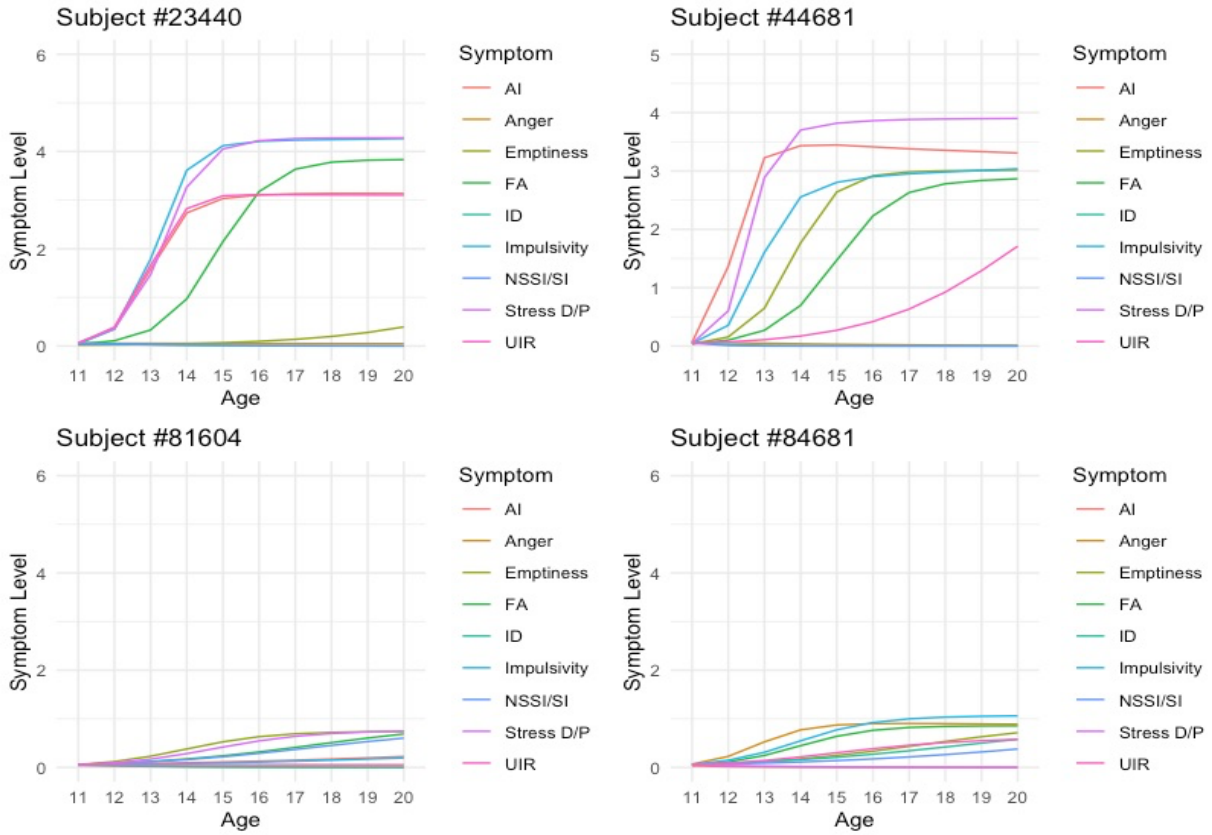 Subject #23440
Symptom Level
6
4
2
0
11 12 13 14 15 16 17 18 19 20
Age
Symptom
AI
Anger
Emptiness
FA
ID
Impulsivity
NSSI/SI
Stress D/P
UIR
Subject #44681
Symptom Level
5
4
3
2
1
0
11 12 13 14 15 16 17 18 19 20
Age
Symptom
AI
Anger
Emptiness
FA
ID
Impulsivity
NSSI/SI
Stress D/P
UIR
Subject #81604
Symptom Level
6
4
2
0
11 12 13 14 15 16 17 18 19 20
Age
Symptom
AI
Anger
Emptiness
FA
ID
Impulsivity
NSSI/SI
Stress D/P
UIR
Subject #84681
Symptom Level
6
4
2
0
11 12 13 14 15 16 17 18 19 20
Age
Symptom
AI
Anger
Emptiness
FA
ID
Impulsivity
NSSI/SI
Stress D/P
UIR